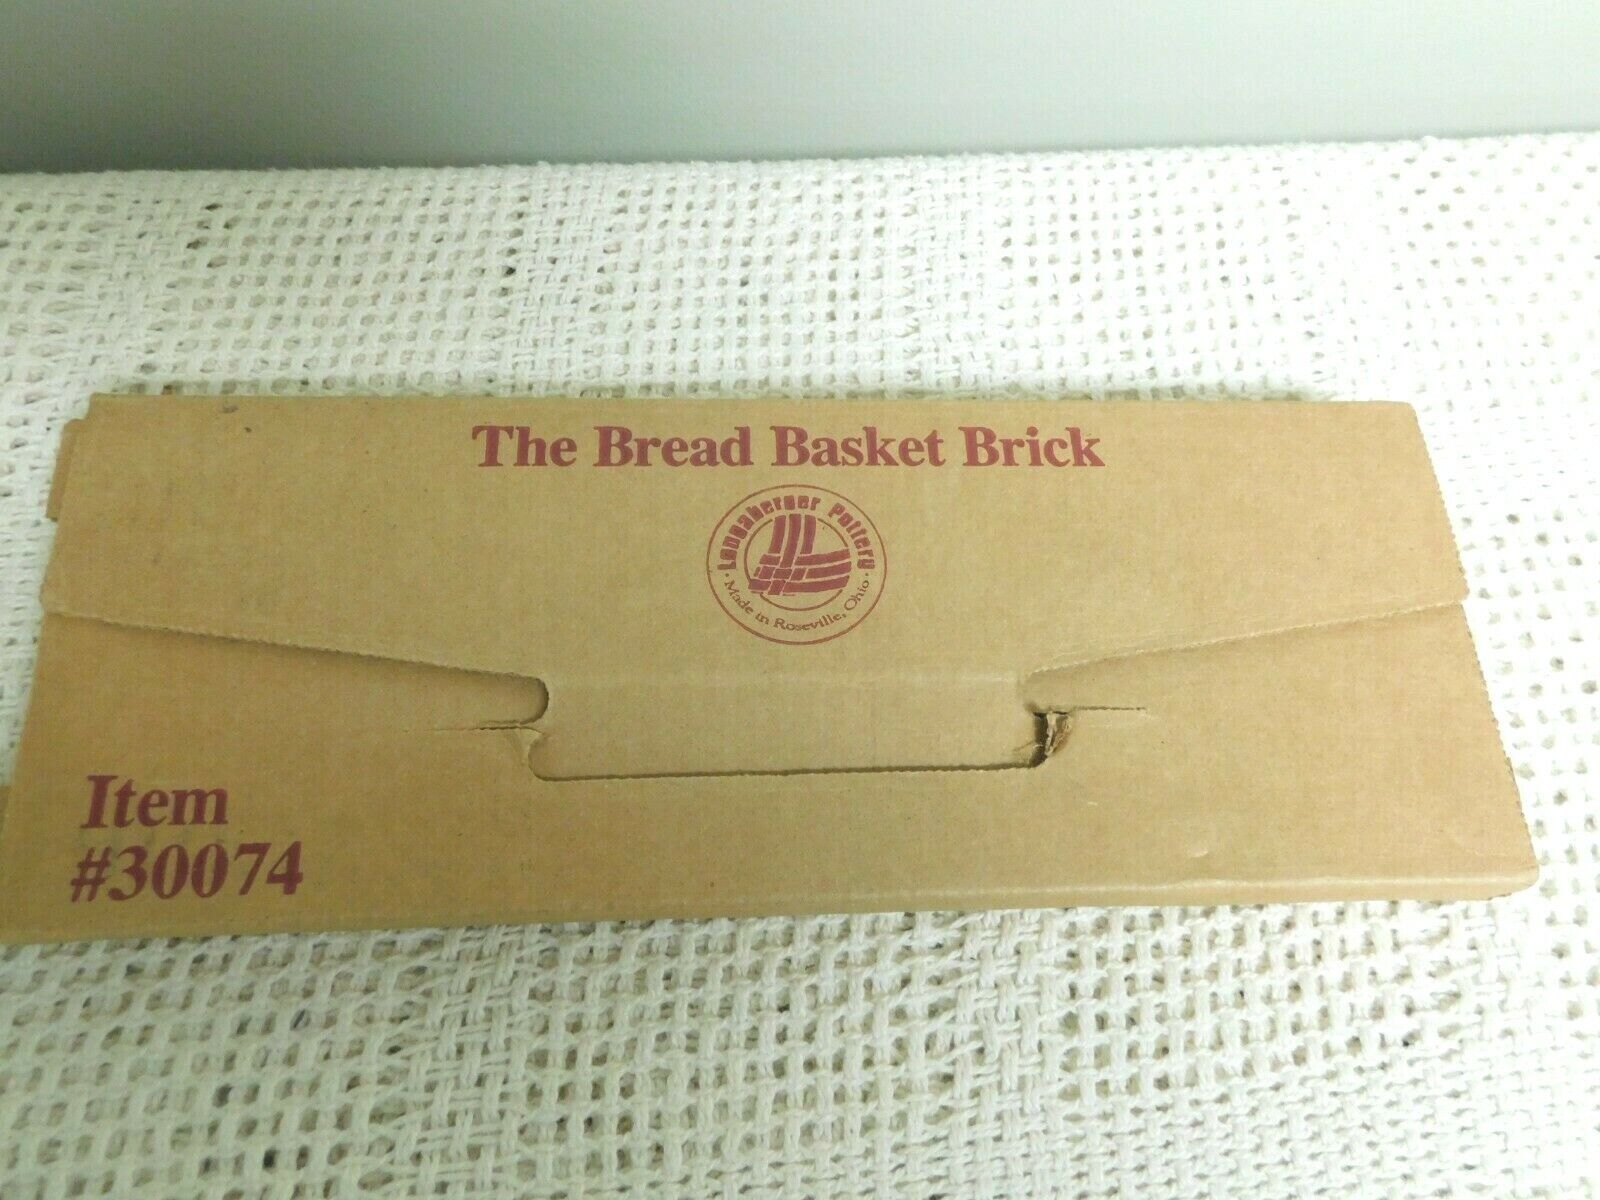 The Bread Basket Brick
Longaberger Pottery
· Made in Roseville, Ohio ·
Item
#30074